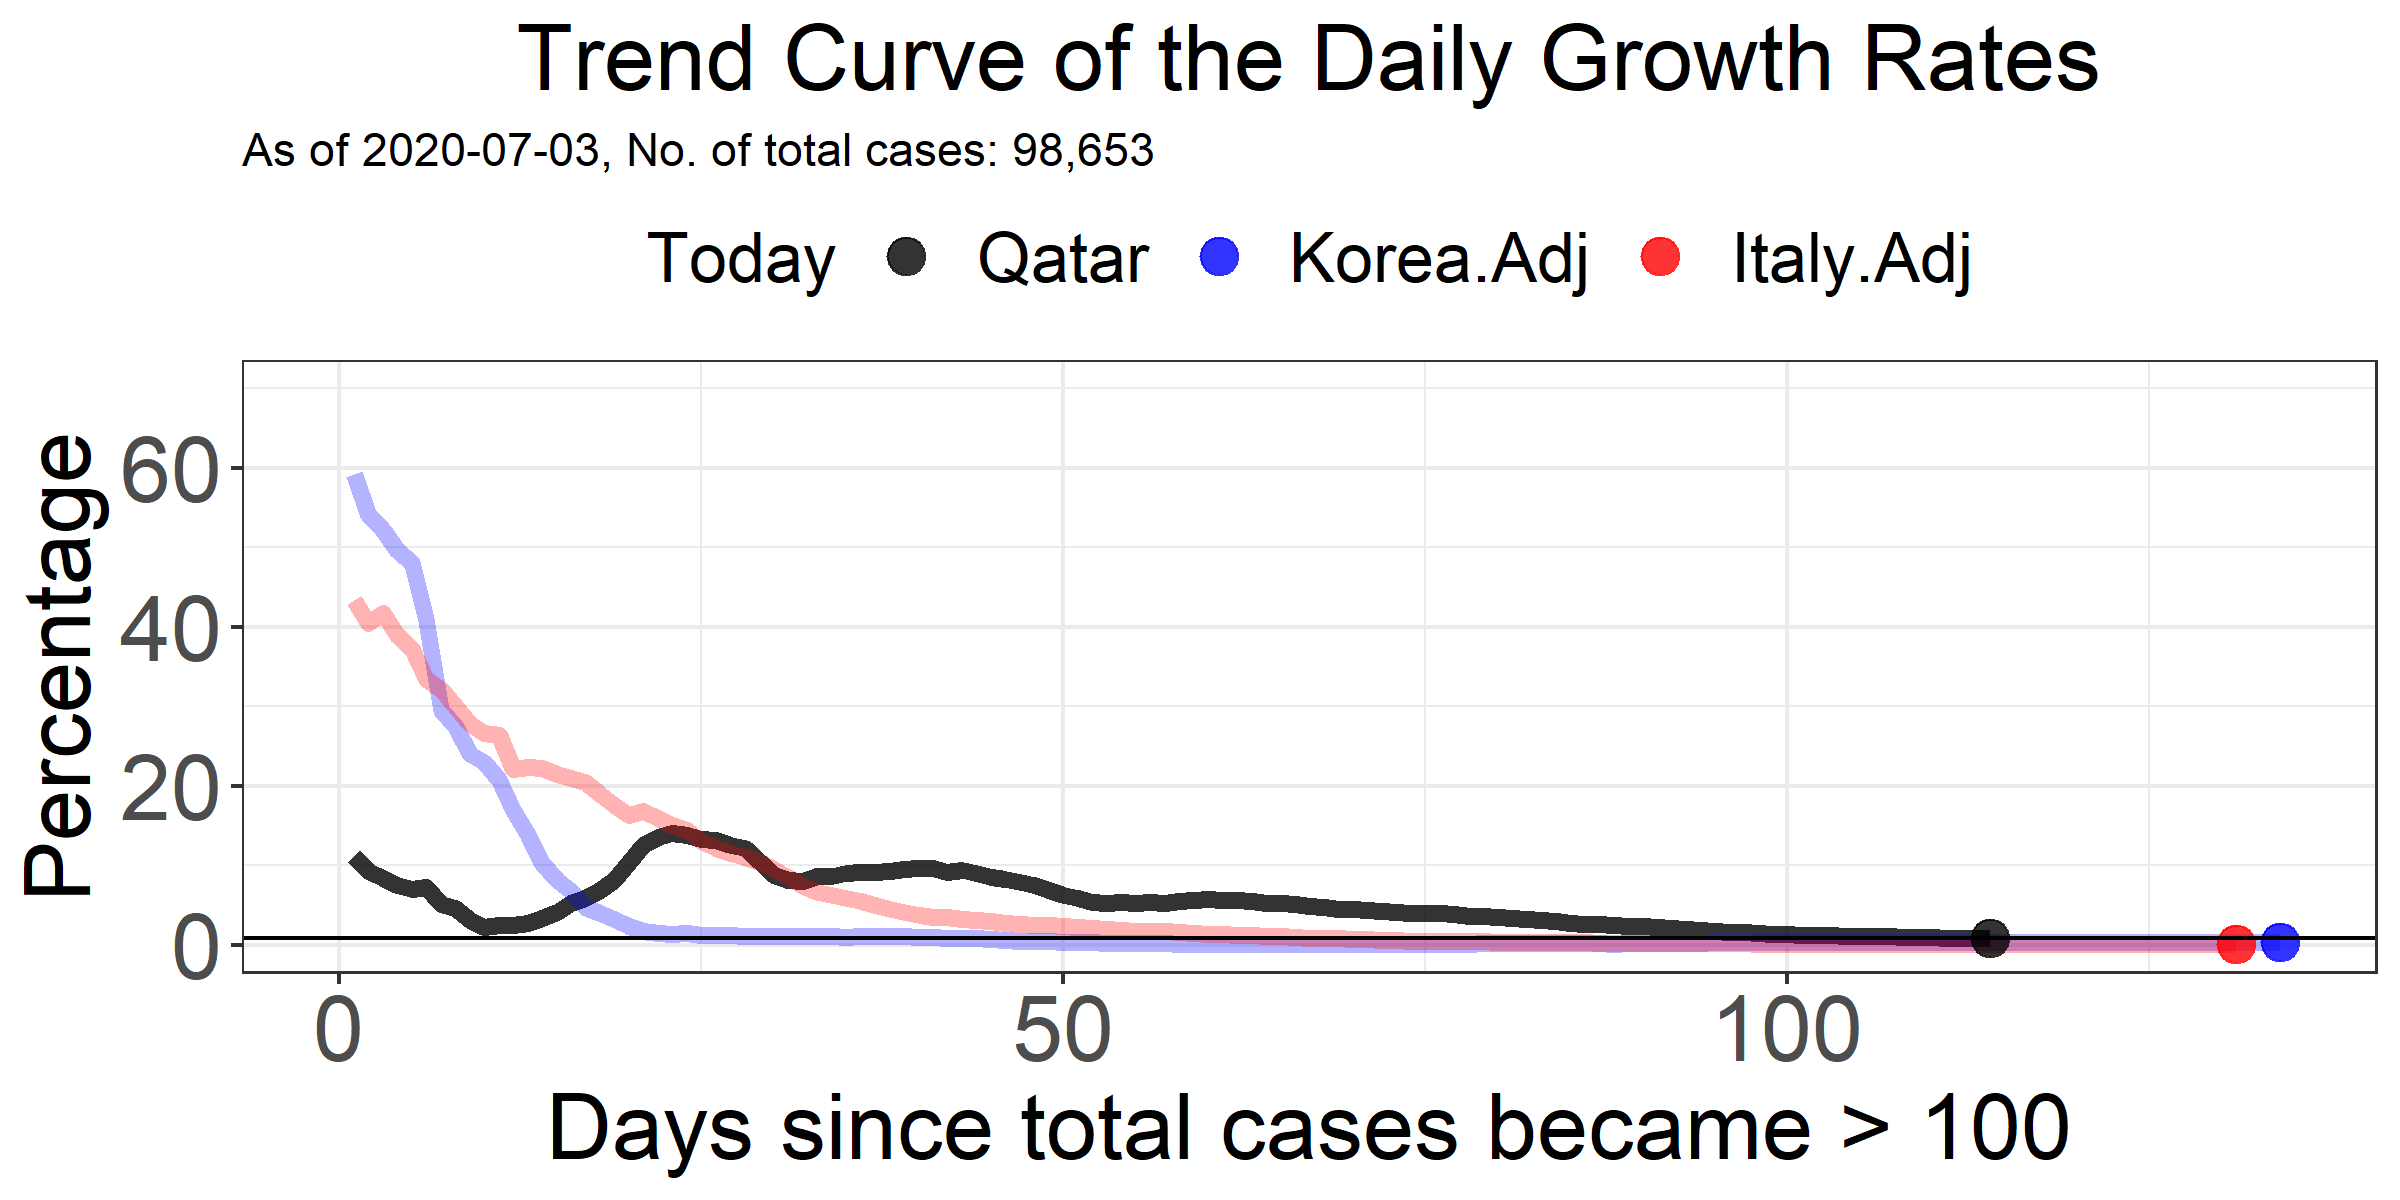 Trend Curve of the Daily Growth Rates
As of 2020-07-03, No. of total cases: 98,653
Today Qatar Korea.Adj Italy.Adj
Percentage
60
40
20
0
0 50 100
Days since total cases became > 100